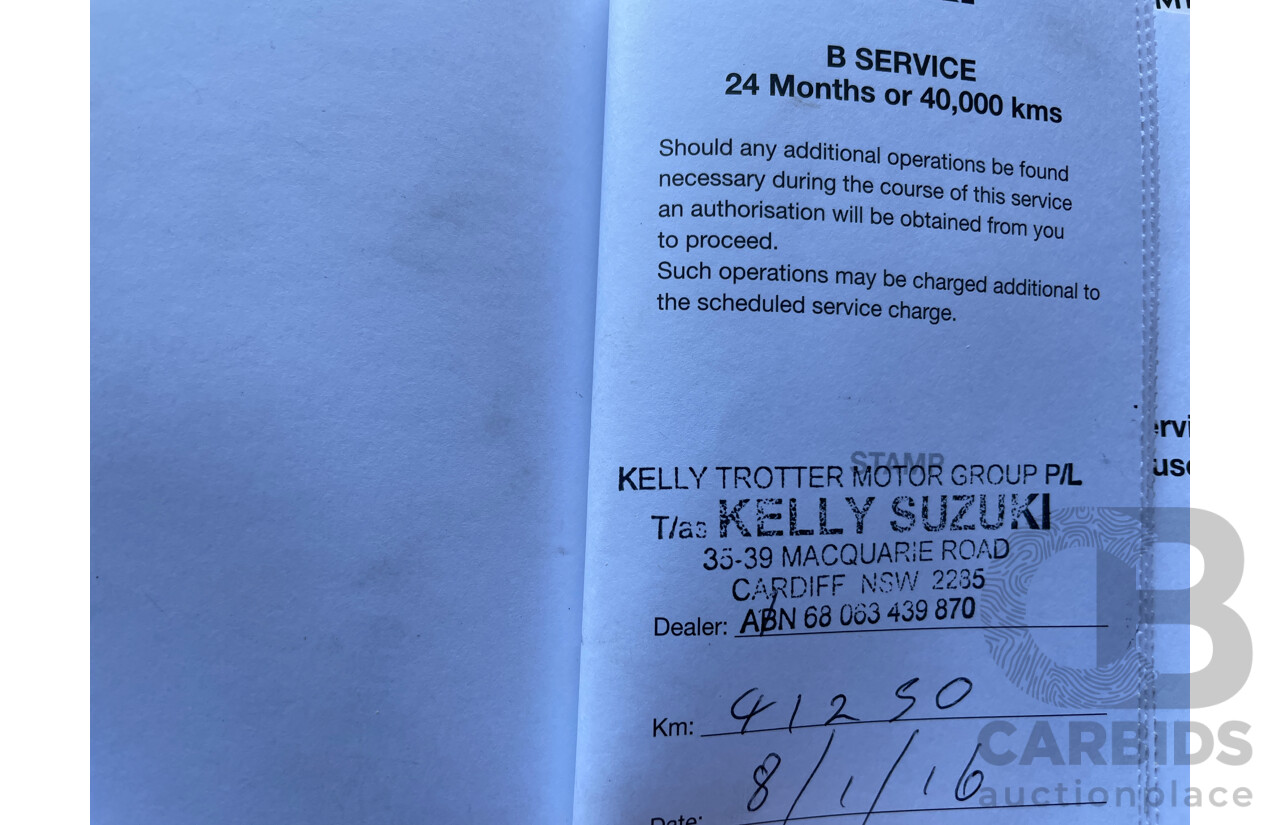 B SERVICE
24 Months or 40,000 kms
Should any additional operations be found
necessary during the course of this service
an authorisation will be obtained from you
to proceed.
Such operations may be charged additional to
the scheduled service charge.
STAMP
KELLY TROTTER MOTOR GROUP P/L
T/as KELLY SUZUKI
35-39 MACQUARIE ROAD
CARDIFF NSW 2285
Dealer: ABN 68 063 439 870
Km: 41250
Date: 8/1/16
CARBIDS
auctionplace